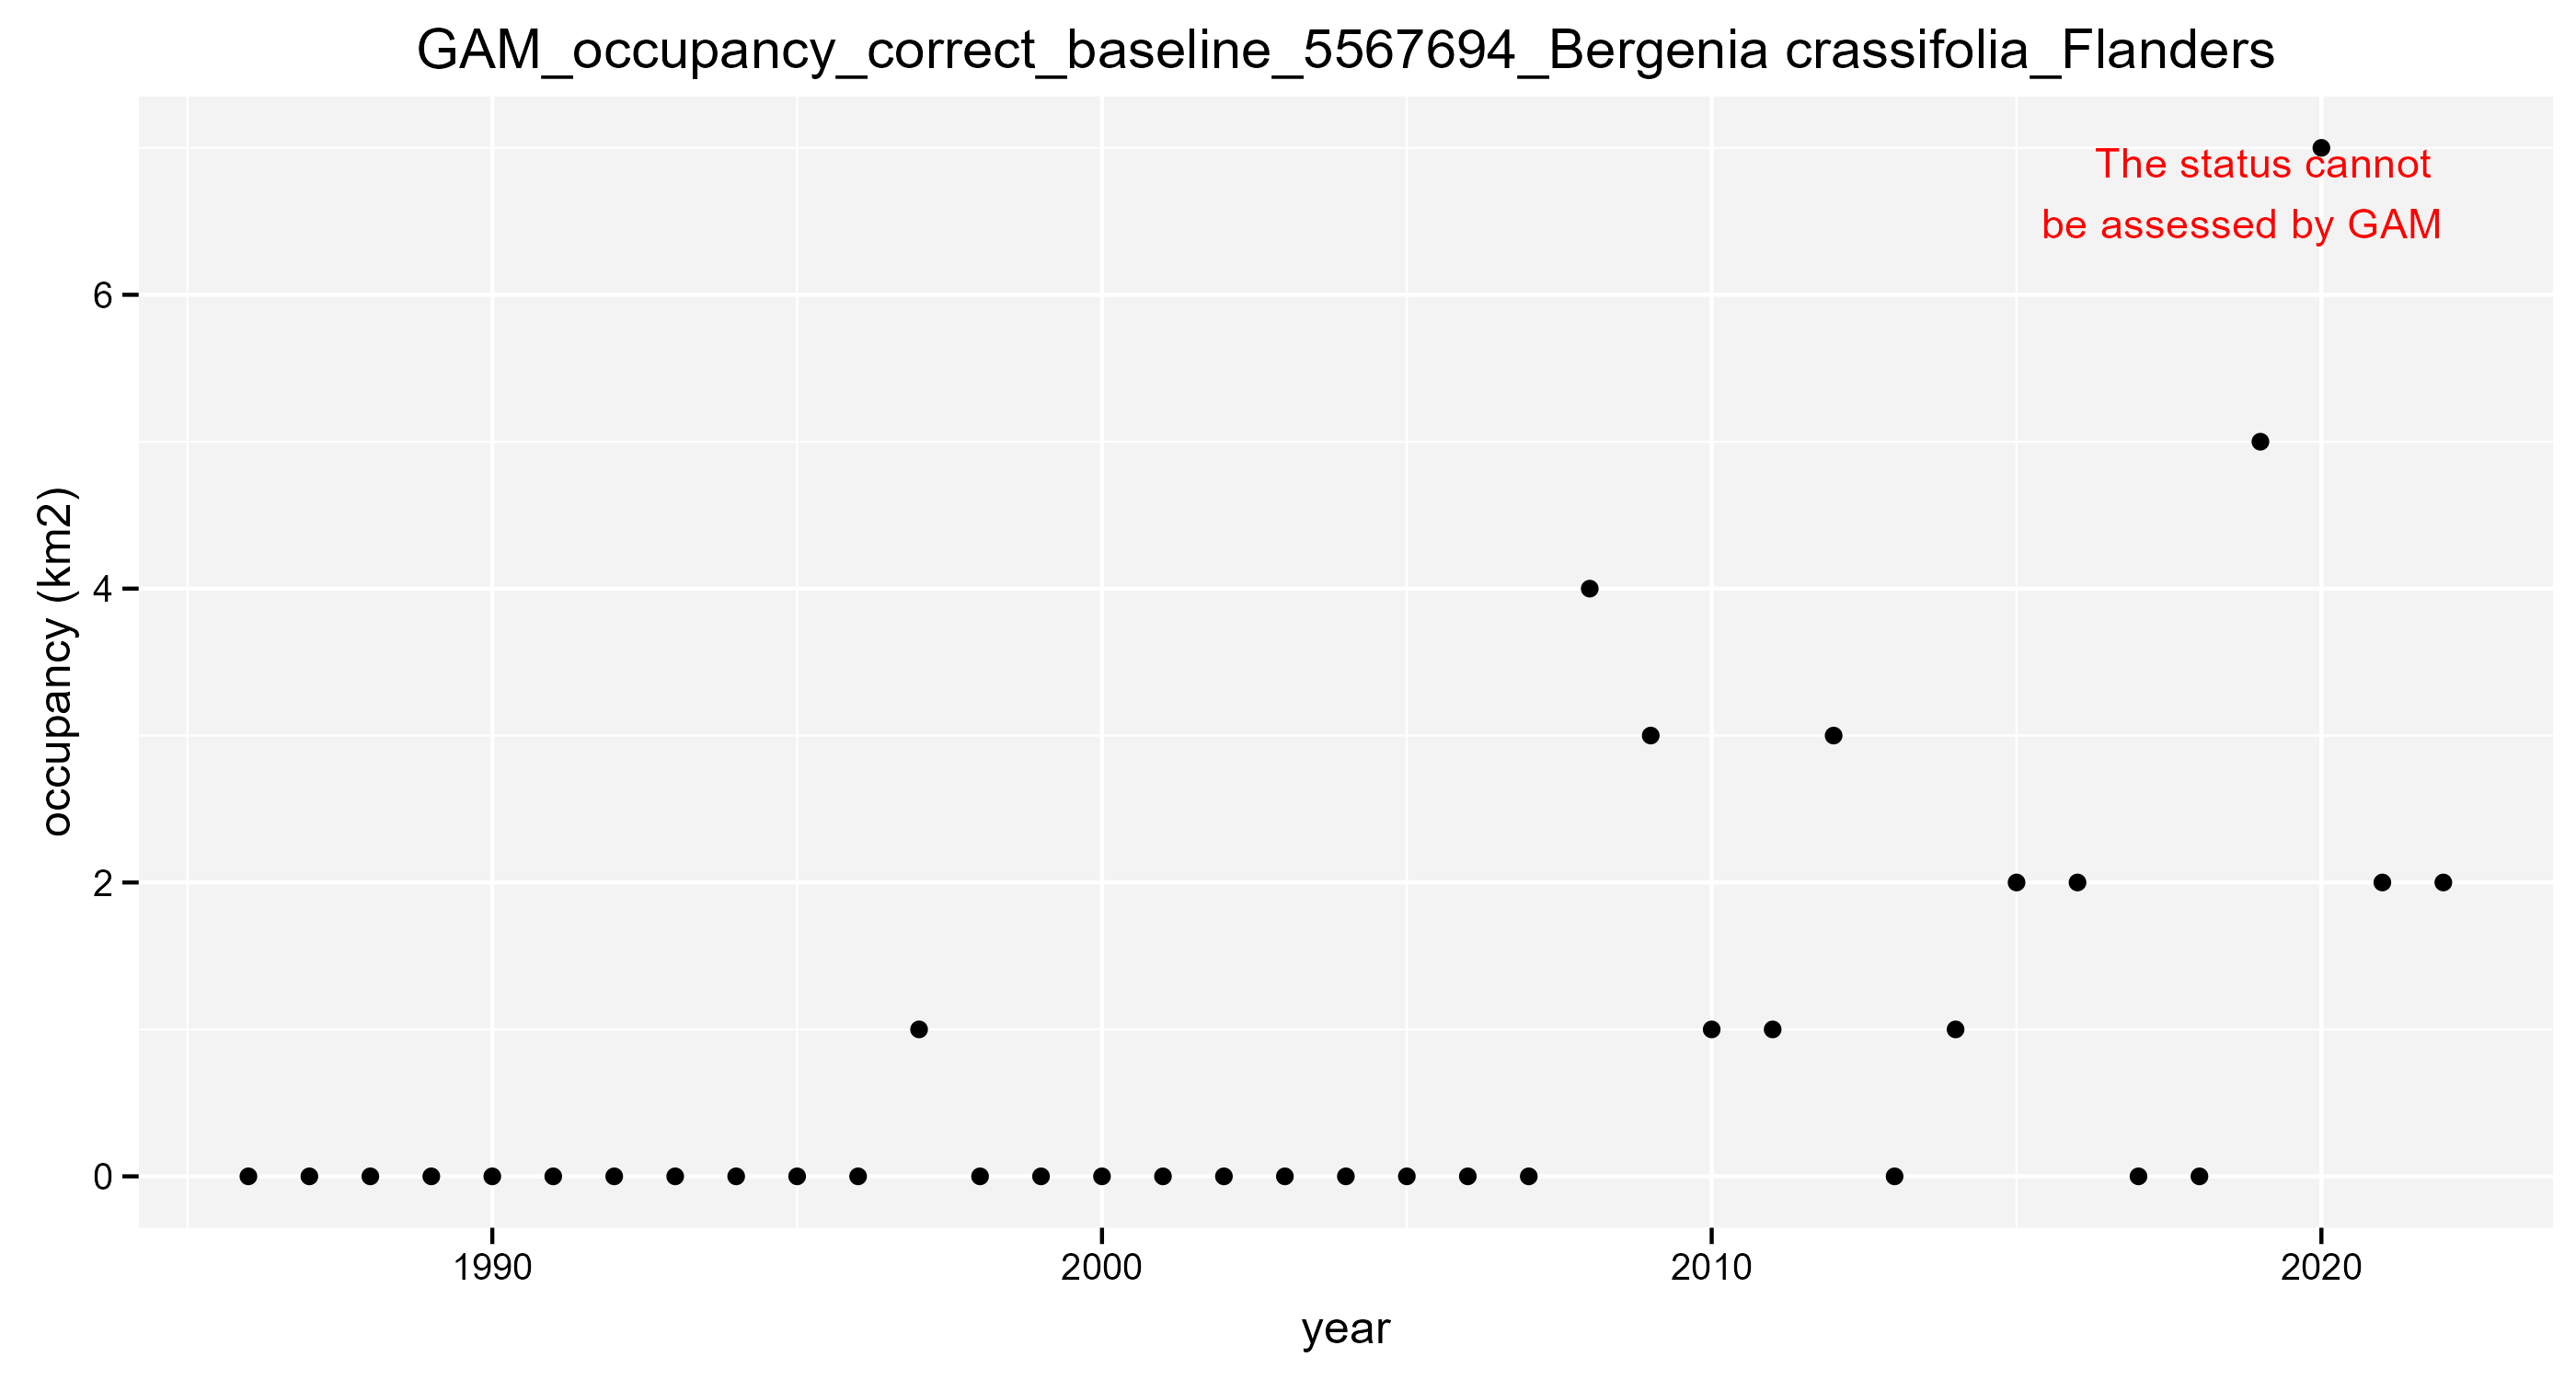 GAM_occupancy_correct_baseline_5567694_Bergenia crassifolia_Flanders
The status cannot
be assessed by GAM
occupancy (km2)
6
4
2
0
1990
2000
2010
2020
year